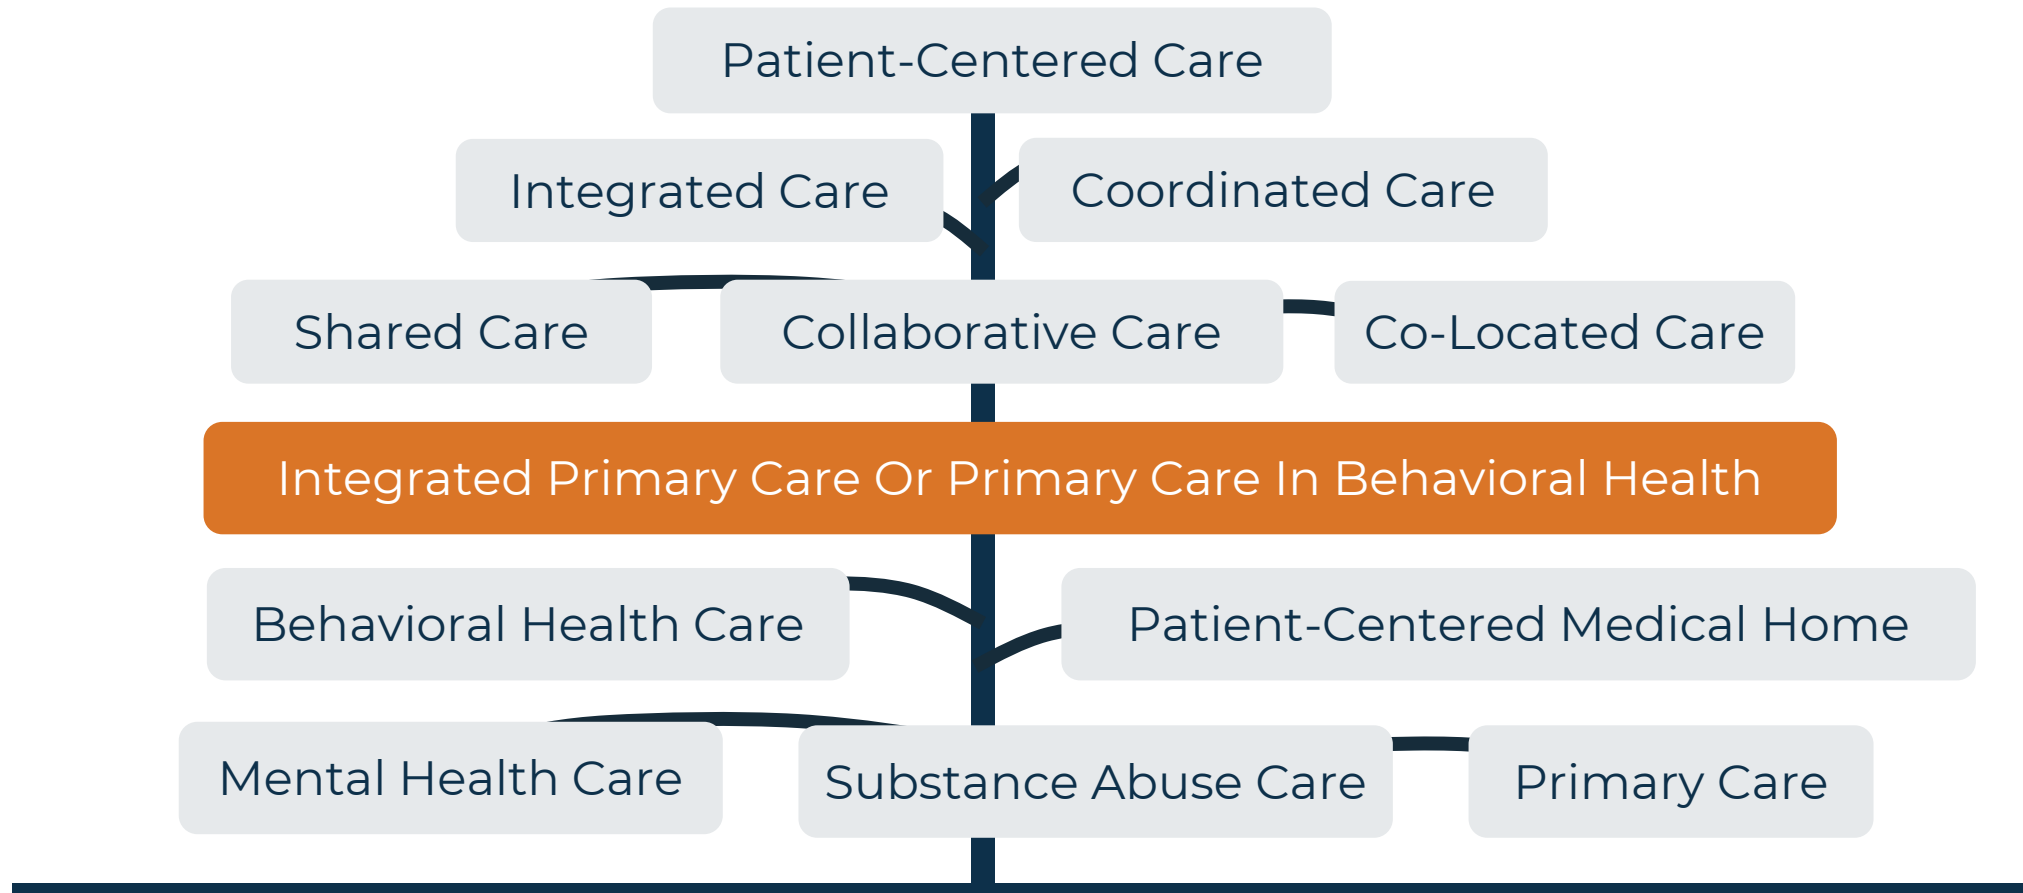 Patient-Centered Care
Integrated Care
Coordinated Care
Shared Care
Collaborative Care
Co-Located Care
Integrated Primary Care Or Primary Care In Behavioral Health
Behavioral Health Care
Patient-Centered Medical Home
Mental Health Care
Substance Abuse Care
Primary Care